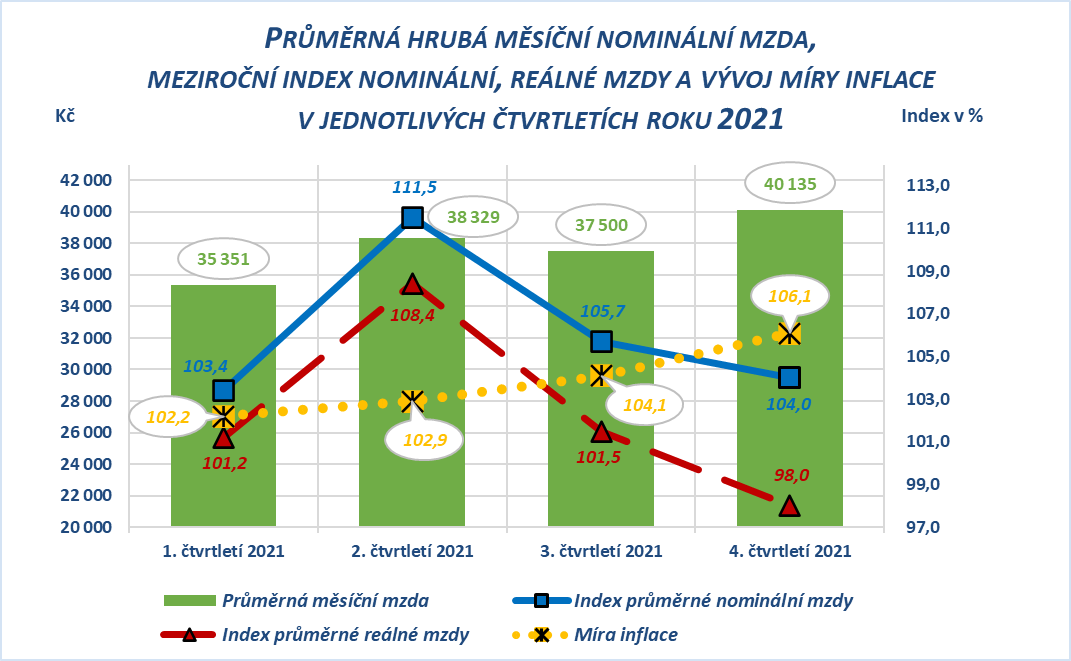 PRŮMĚRNÁ HRUBÁ MĚSÍČNÍ NOMINÁLNÍ MZDA,
MEZIROČNÍ INDEX NOMINÁLNÍ, REÁLNÉ MZDY A VÝVOJ MÍRY INFLACE
V JEDNOTLIVÝCH ČTVRTLETÍCH ROKU 2021
Kč
Index v %
42 000
40 000
38 000
36 000
34 000
32 000
30 000
28 000
26 000
24 000
22 000
20 000
113,0
111,0
109,0
107,0
105,0
103,0
101,0
99,0
97,0
35 351
38 329
37 500
40 135
103,4
111,5
105,7
104,0
101,2
108,4
101,5
98,0
102,2
102,9
104,1
106,1
1. čtvrtletí 2021
2. čtvrtletí 2021
3. čtvrtletí 2021
4. čtvrtletí 2021
Průměrná měsíční mzda
Index průměrné nominální mzdy
Index průměrné reálné mzdy
Míra inflace